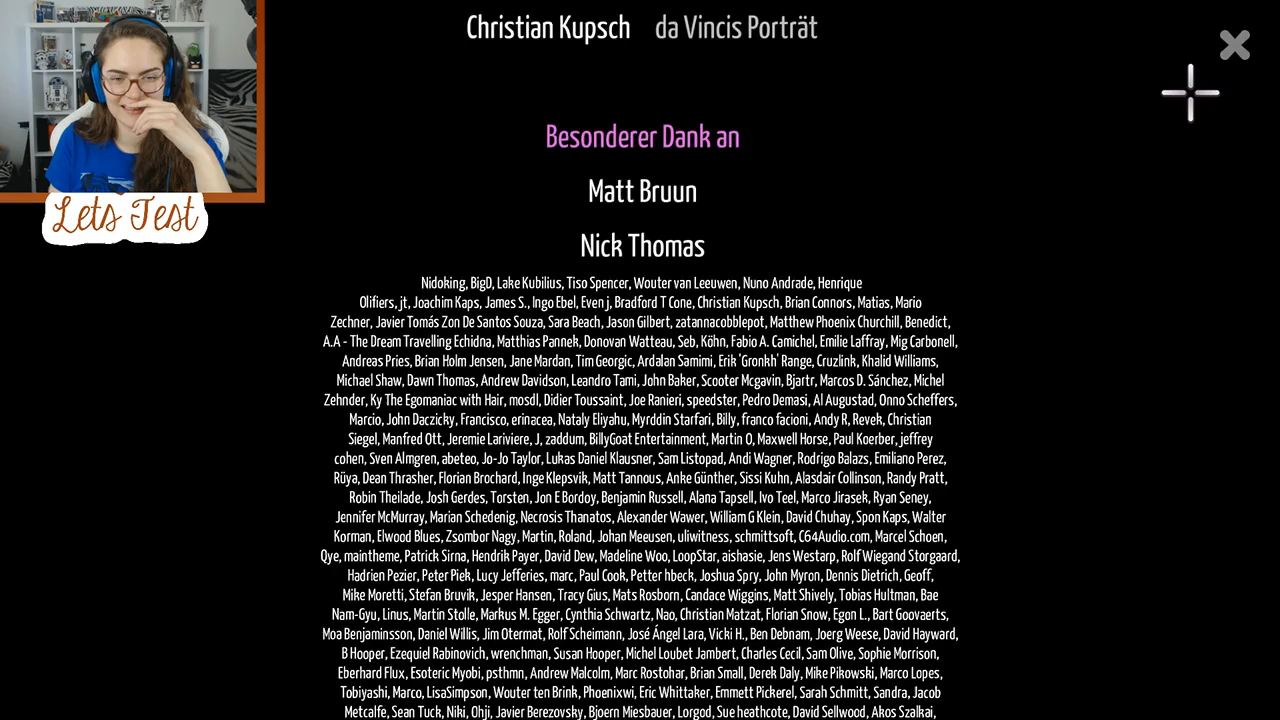 Christian Kupsch da Vincis Porträt
Besonderer Dank an
Lets Test
Matt Bruun
Nick Thomas
Nidoking, BigD, Lake Kubilius, Tiso Spencer, Wouter van Leeuwen, Nuno Andrade, Henrique
Olifiers, jt, Joachim Kaps, James S., Ingo Ebel, Even j, Bradford T Cone, Christian Kupsch, Brian Connors, Matias, Mario
Zechner, Javier Tomás Zon De Santos Souza, Sara Beach, Jason Gilbert, zatannacobblepot, Matthew Phoenix Churchill, Benedict,
A.A - The Dream Travelling Echidna, Matthias Pannek, Donovan Watteau, Seb, Köhn, Fabio A. Camichel, Emilie Laffray, Mig Carbonell,
Andreas Pries, Brian Holm Jensen, Jane Mardan, Tim Georgic, Ardalan Samimi, Erik 'Gronkh' Range, Cruzlink, Khalid Williams,
Michael Shaw, Dawn Thomas, Andrew Davidson, Leandro Tami, John Baker, Scooter Mcgavin, Bjartr, Marcos D. Sánchez, Michel
Zehnder, Ky The Egomaniac with Hair, mosdl, Didier Toussaint, Joe Ranieri, speedster, Pedro Demasi, Al Augustad, Onno Scheffers,
Marcio, John Daczicky, Francisco, erinacea, Nataly Eliyahu, Myrddin Starfari, Billy, franco facioni, Andy R, Revek, Christian
Siegel, Manfred Ott, Jeremie Lariviere, J, zaddum, BillyGoat Entertainment, Martin O, Maxwell Horse, Paul Koerber, jeffrey
cohen, Sven Almgren, abeteo, Jo-Jo Taylor, Lukas Daniel Klausner, Sam Listopad, Andi Wagner, Rodrigo Balazs, Emiliano Perez,
Rüya, Dean Thrasher, Florian Brochard, Inge Klepsvik, Matt Tannous, Anke Günther, Sissi Kuhn, Alasdair Collinson, Randy Pratt,
Robin Theilade, Josh Gerdes, Torsten, Jon E Bordoy, Benjamin Russell, Alana Tapsell, Ivo Teel, Marco Jirasek, Ryan Seney,
Jennifer McMurray, Marian Schedenig, Necrosis Thanatos, Alexander Wawer, William G Klein, David Chuhay, Spon Kaps, Walter
Korman, Elwood Blues, Zsombor Nagy, Martin, Roland, Johan Meeusen, uliwitness, schmittsoft, C64Audio.com, Marcel Schoen,
Qye, maintheme, Patrick Sirna, Hendrik Payer, David Dew, Madeline Woo, LoopStar, aishasie, Jens Westarp, Rolf Wiegand Storgaard,
Hadrien Pezier, Peter Piek, Lucy Jefferies, marc, Paul Cook, Petter hbeck, Joshua Spry, John Myron, Dennis Dietrich, Geoff,
Mike Moretti, Stefan Bruvik, Jesper Hansen, Tracy Gius, Mats Rosborn, Candace Wiggins, Matt Shively, Tobias Hultman, Bae
Nam-Gyu, Linus, Martin Stolle, Markus M. Egger, Cynthia Schwartz, Nao, Christian Matzat, Florian Snow, Egon L., Bart Goovaerts,
Moa Benjaminsson, Daniel Willis, Jim Otermat, Rolf Scheimann, José Ángel Lara, Vicki H., Ben Debnam, Joerg Weese, David Hayward,
B Hooper, Ezequiel Rabinovich, wrenchman, Susan Hooper, Michel Loubet Jambert, Charles Cecil, Sam Olive, Sophie Morrison,
Eberhard Flux, Esoteric Myobi, psthmn, Andrew Malcolm, Marc Rostohar, Brian Small, Derek Daly, Mike Pikowski, Marco Lopes,
Tobiyashi, Marco, LisaSimpson, Wouter ten Brink, Phoenixwi, Eric Whittaker, Emmett Pickerel, Sarah Schmitt, Sandra, Jacob
Metcalfe, Sean Tuck, Niki, Ohji, Javier Berezovsky, Bjoern Miesbauer, Lorgod, Sue heathcote, David Sellwood, Akos Szalkai,